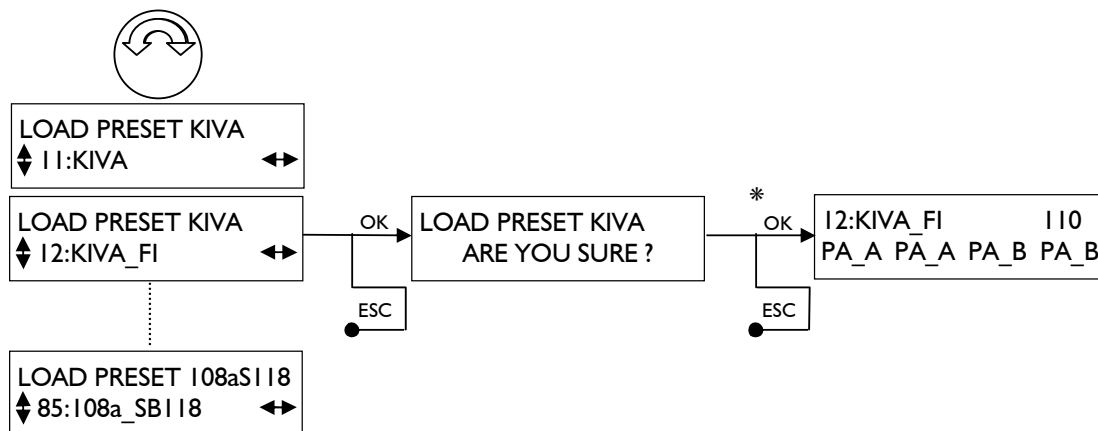 LOAD PRESET KIVA
11:KIVA
LOAD PRESET KIVA
12:KIVA_FI
OK
ESC
LOAD PRESET KIVA
ARE YOU SURE ?
*
OK
ESC
12:KIVA_FI 110
PA_A PA_A PA_B PA_B
LOAD PRESET 108aS118
85:108a_SB118